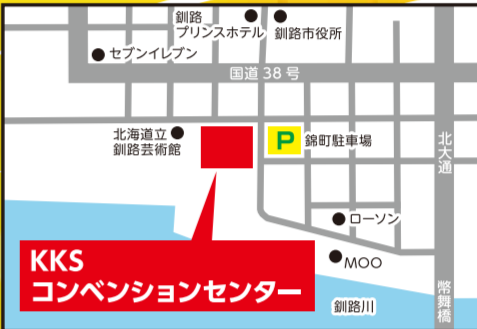 釧路
プリンスホテル
釧路市役所
セブンイレブン
国道38号
北海道立
釧路芸術館
P
錦町駐車場
北大通
ローソン
MOO
KKS
コンベンションセンター
釧路川
幣舞橋